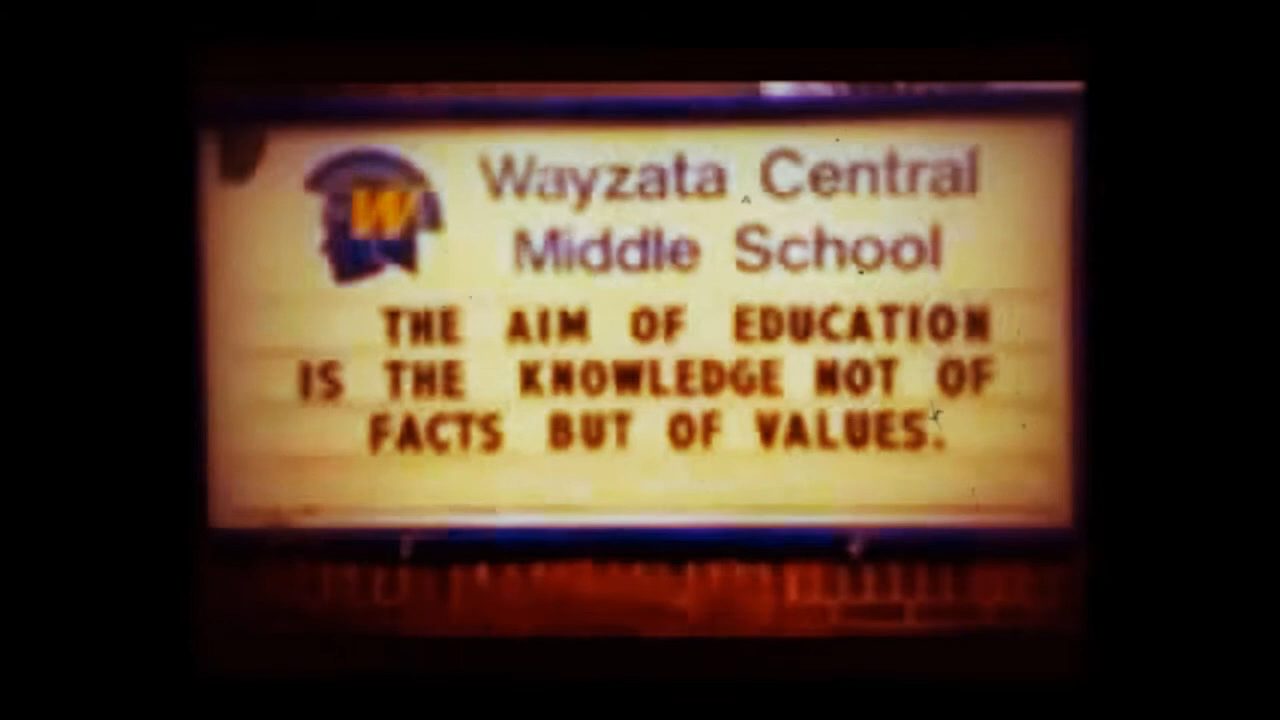 W
Wayzata Central
Middle School
THE AIM OF EDUCATION
IS THE KNOWLEDGE NOT OF
FACTS BUT OF VALUES.